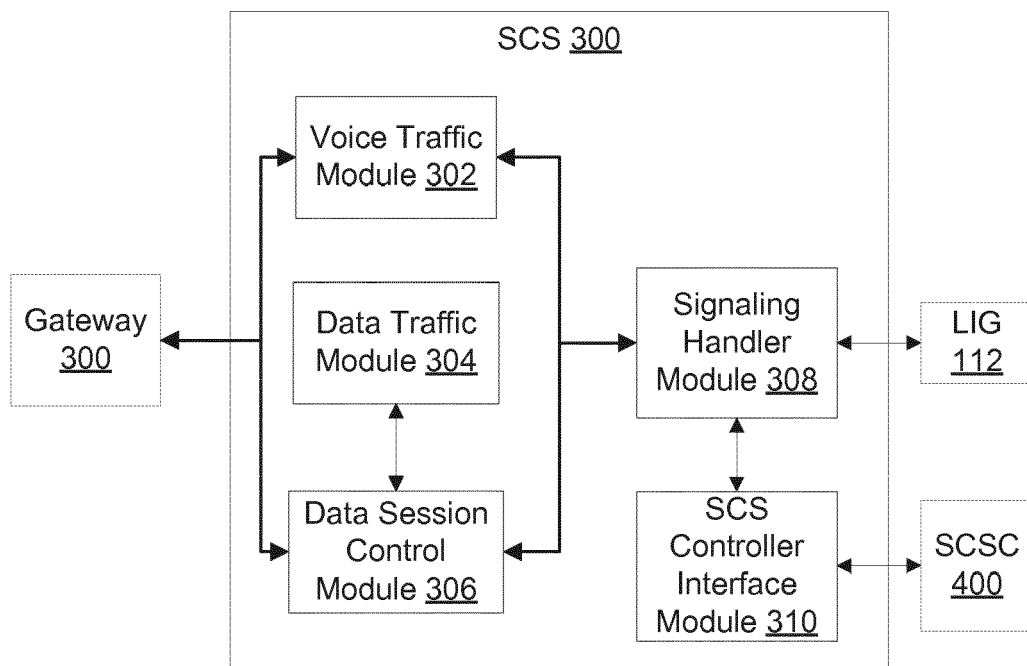 SCS 300
Voice Traffic
Module 302
Gateway
300
Data Traffic
Module 304
Signaling
Handler
Module 308
LIG
112
Data Session
Control
Module 306
SCS
Controller
Interface
Module 310
SCSC
400